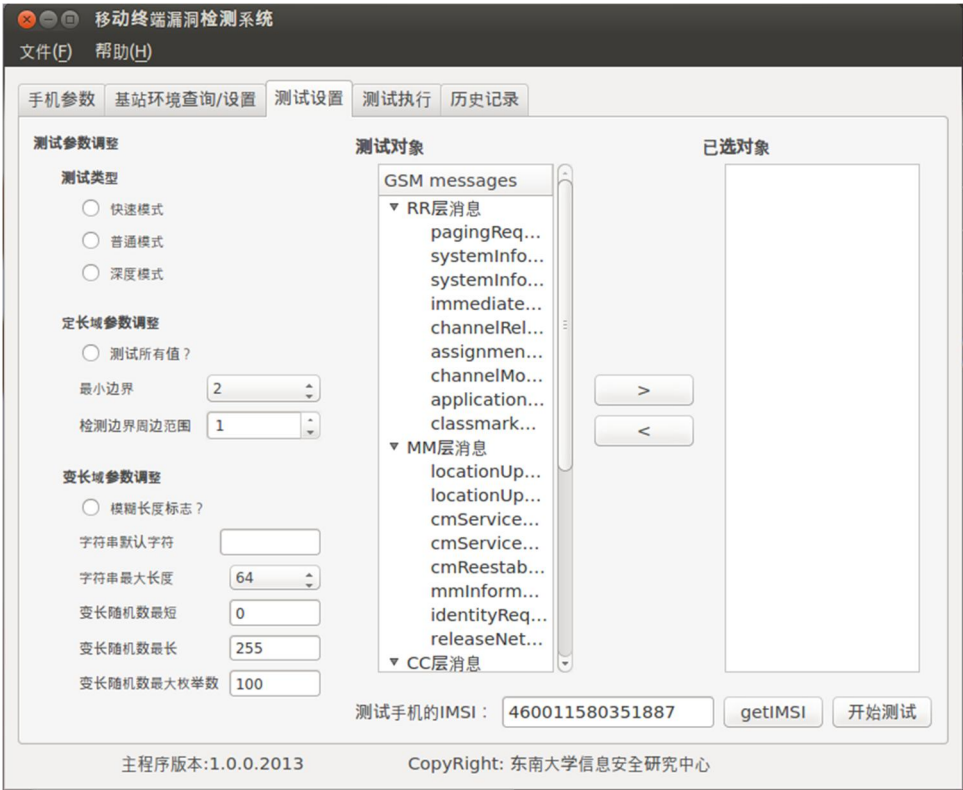 移动终端漏洞检测系统
文件(F) 帮助(H)
手机参数 基站环境查询/设置 测试设置 测试执行 历史记录
测试参数调整
测试类型
快速模式
普通模式
深度模式
定长域参数调整
测试所有值？
最小边界 2
检测边界周边范围 1
变长域参数调整
模糊长度标志？
字符串默认字符
字符串最大长度 64
变长随机数最短 0
变长随机数最长 255
变长随机数最大枚举数 100
测试对象
GSM messages
RR层消息
pagingReq...
systemInfo...
systemInfo...
immediate...
channelRel...
assignmen...
channelMo...
application...
classmark...
MM层消息
locationUp...
locationUp...
cmService...
cmService...
cmReestab...
mmInform...
identityReq...
releaseNet...
CC层消息
>
<
已选对象
测试手机的IMSI： 460011580351887 getIMSI 开始测试
主程序版本:1.0.0.2013 CopyRight: 东南大学信息安全研究中心